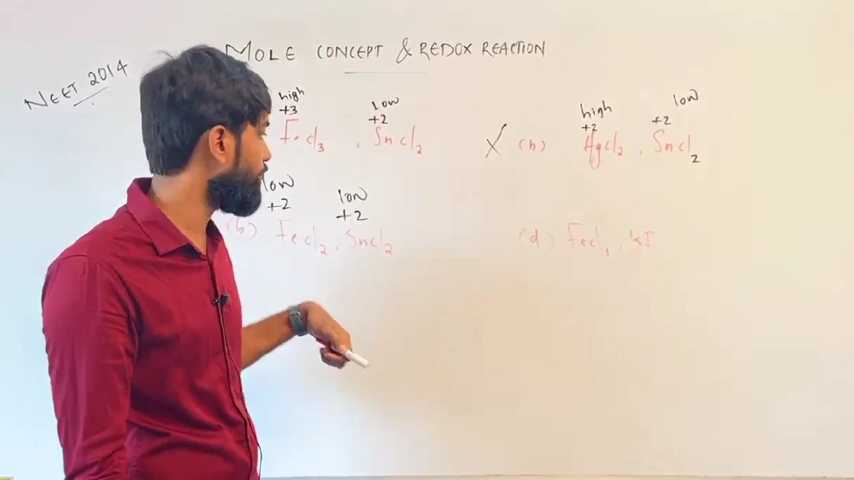 MOLE CONCEPT & REDOX REACTION
NEET 2014
high low
+3 +2
FeCl3 , SnCl2
high low
+2 +2
X (h) HgCl2 , SnCl2
low low
+2 +2
(b) FeCl2 , SnCl2
(d) FeCl3 , KI